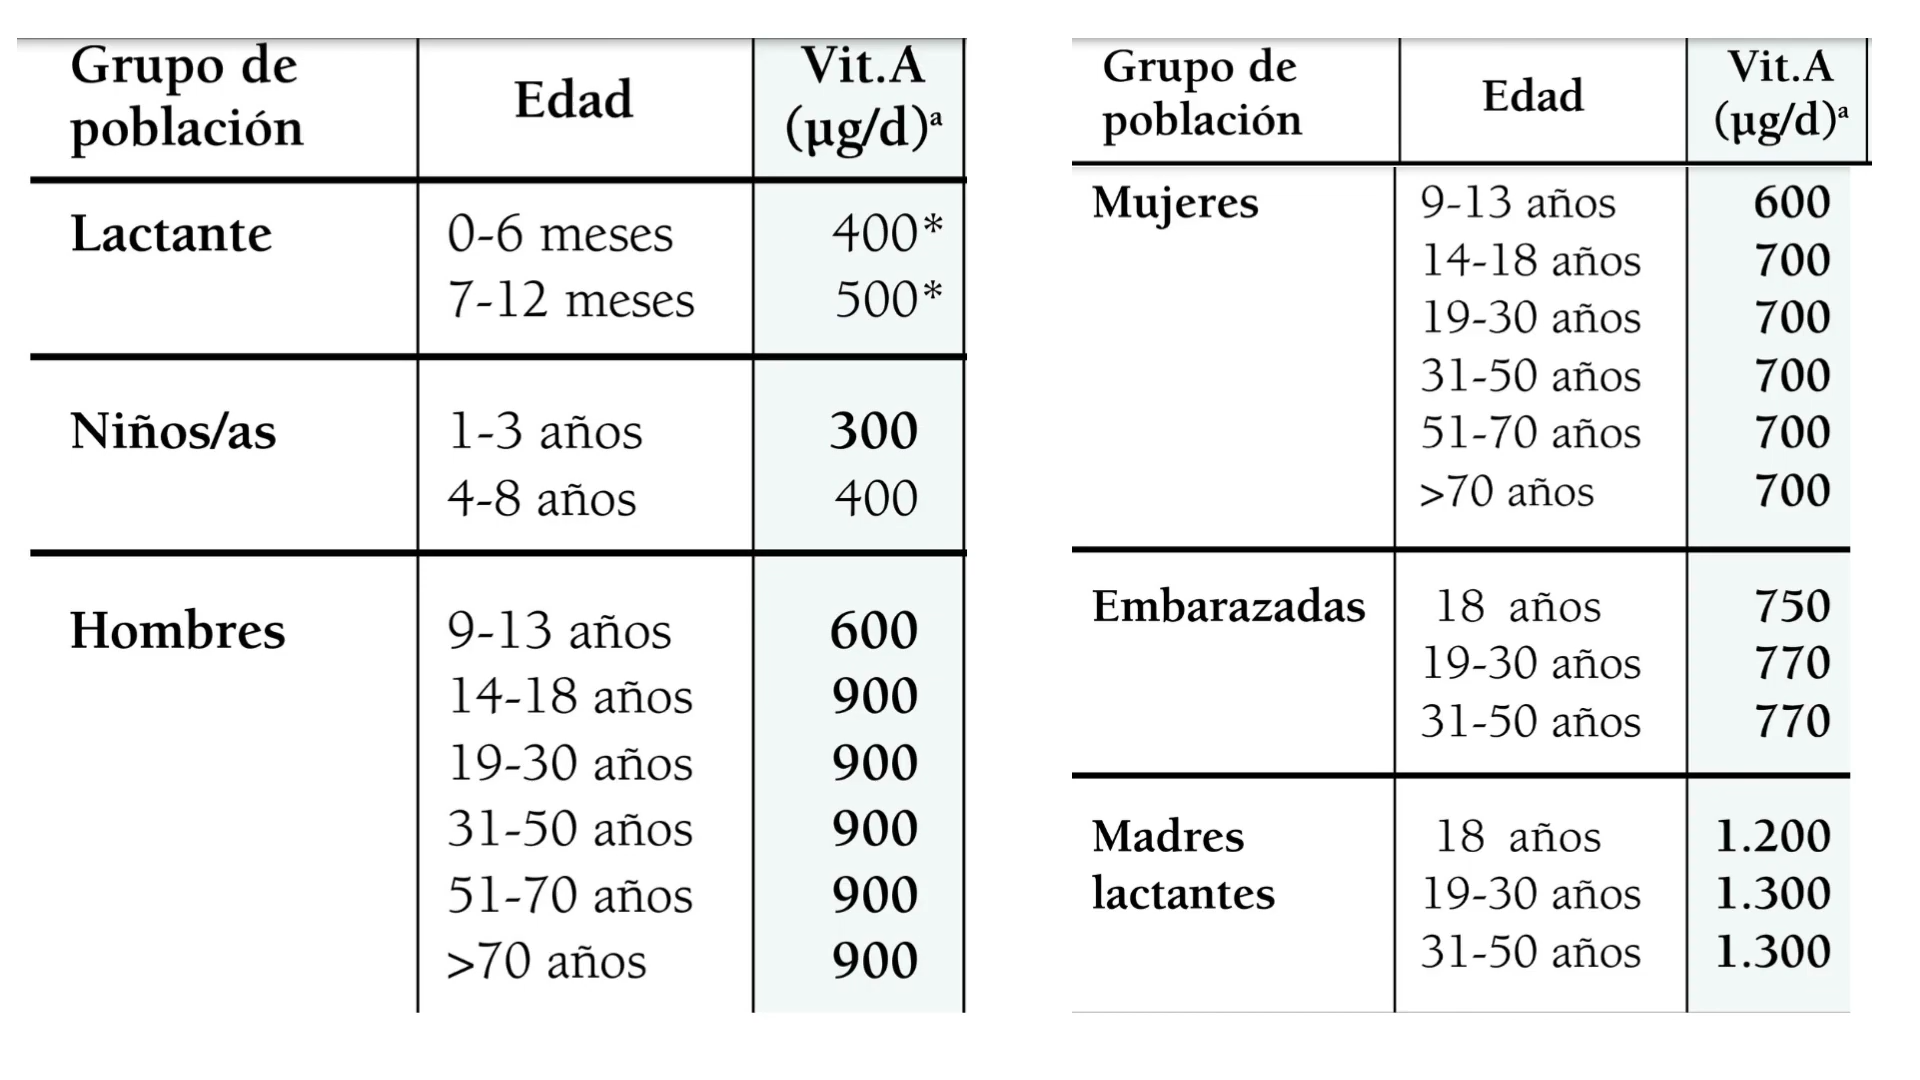 Grupo de población Edad Vit.A (µg/d)ª
Lactante 0-6 meses 400*
7-12 meses 500*
Niños/as 1-3 años 300
4-8 años 400
Hombres 9-13 años 600
14-18 años 900
19-30 años 900
31-50 años 900
51-70 años 900
>70 años 900
Grupo de población Edad Vit.A (µg/d)ª
Mujeres 9-13 años 600
14-18 años 700
19-30 años 700
31-50 años 700
51-70 años 700
>70 años 700
Embarazadas 18 años 750
19-30 años 770
31-50 años 770
Madres 18 años 1.200
lactantes 19-30 años 1.300
31-50 años 1.300